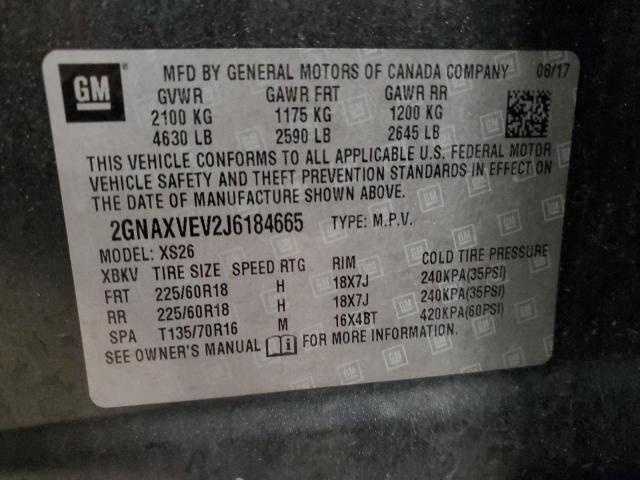 GM ® MFD BY GENERAL MOTORS OF CANADA COMPANY 08/17
GVWR GAWR FRT GAWR RR
2100 KG 1175 KG 1200 KG
4630 LB 2590 LB 2645 LB
THIS VEHICLE CONFORMS TO ALL APPLICABLE U.S. FEDERAL MOTOR
VEHICLE SAFETY AND THEFT PREVENTION STANDARDS IN EFFECT ON
THE DATE OF MANUFACTURE SHOWN ABOVE.
2GNAXVEV2J6184665 TYPE: M.P.V.
MODEL: XS26
XBKV TIRE SIZE SPEED RTG RIM COLD TIRE PRESSURE
FRT 225/60R18 H 18X7J 240KPA(35PSI)
RR 225/60R18 H 18X7J 240KPA(35PSI)
SPA T135/70R16 M 16X4BT 420KPA(60PSI)
SEE OWNER'S MANUAL FOR MORE INFORMATION.